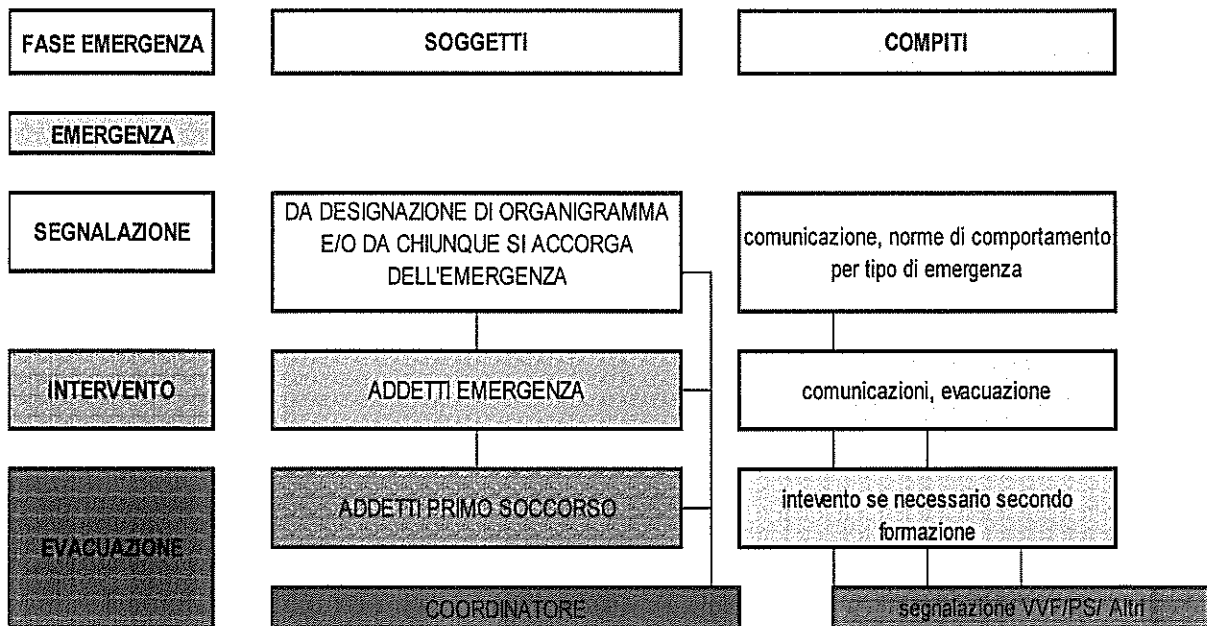 FASE EMERGENZA
SOGGETTI
COMPITI
EMERGENZA
SEGNALAZIONE
DA DESIGNAZIONE DI ORGANIGRAMMA
E/O DA CHIUNQUE SI ACCORGA
DELL'EMERGENZA
comunicazione, norme di comportamento
per tipo di emergenza
INTERVENTO
ADDETTI EMERGENZA
comunicazioni, evacuazione
EVACUAZIONE
ADDETTI PRIMO SOCCORSO
intevento se necessario secondo
formazione
COORDINATORE
segnalazione VVF/PS/ Altri